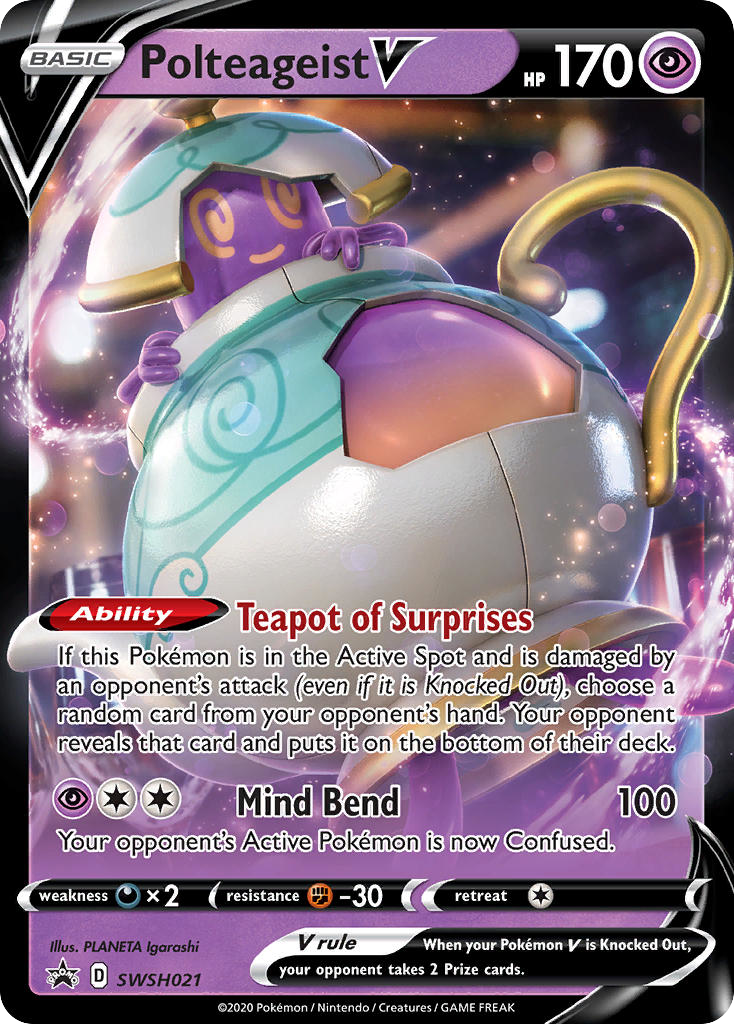 BASIC
Polteageist V
HP 170
Ability Teapot of Surprises
If this Pokémon is in the Active Spot and is damaged by
an opponent's attack (even if it is Knocked Out), choose a
random card from your opponent's hand. Your opponent
reveals that card and puts it on the bottom of their deck.
Mind Bend 100
Your opponent's Active Pokémon is now Confused.
weakness ×2 resistance -30 retreat
Illus. PLANETA Igarashi
V rule When your Pokémon V is Knocked Out,
your opponent takes 2 Prize cards.
PROMO D SWSH021
©2020 Pokémon / Nintendo / Creatures / GAME FREAK